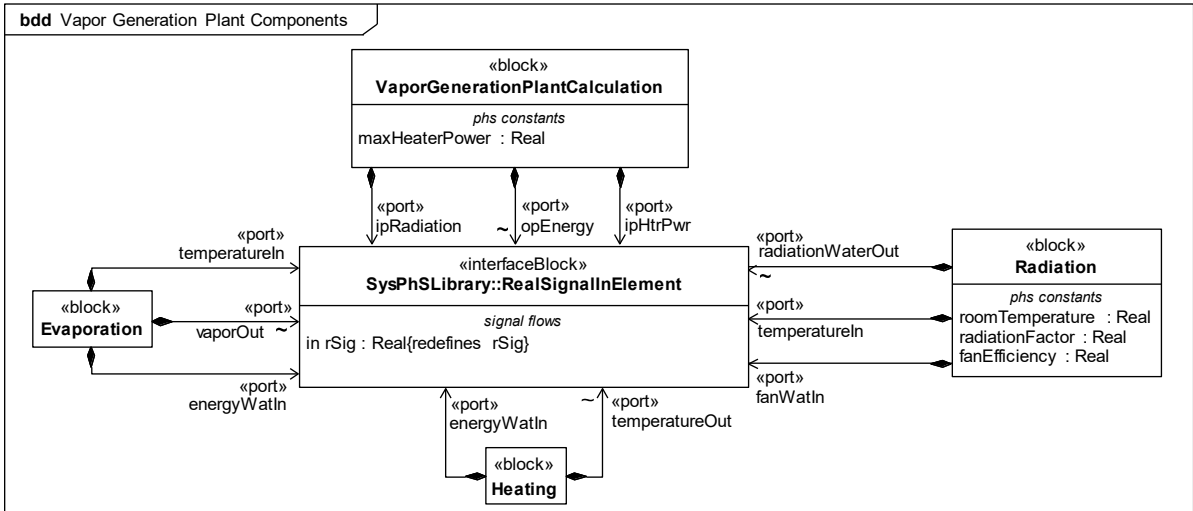 bdd Vapor Generation Plant Components
«block»
VaporGenerationPlantCalculation
phs constants
maxHeaterPower : Real
«port»
ipRadiation
«port»
~ opEnergy
«port»
ipHtrPwr
«port»
temperatureIn
«block»
Evaporation
vaporOut ~
«port»
«port»
energyWatIn
«interfaceBlock»
SysPhSLibrary::RealSignalInElement
signal flows
in rSig : Real{redefines rSig}
«port»
radiationWaterOut
~
«port»
temperatureIn
«port»
fanWatIn
«block»
Radiation
phs constants
roomTemperature : Real
radiationFactor : Real
fanEfficiency : Real
«port»
energyWatIn
~ «port»
temperatureOut
«block»
Heating